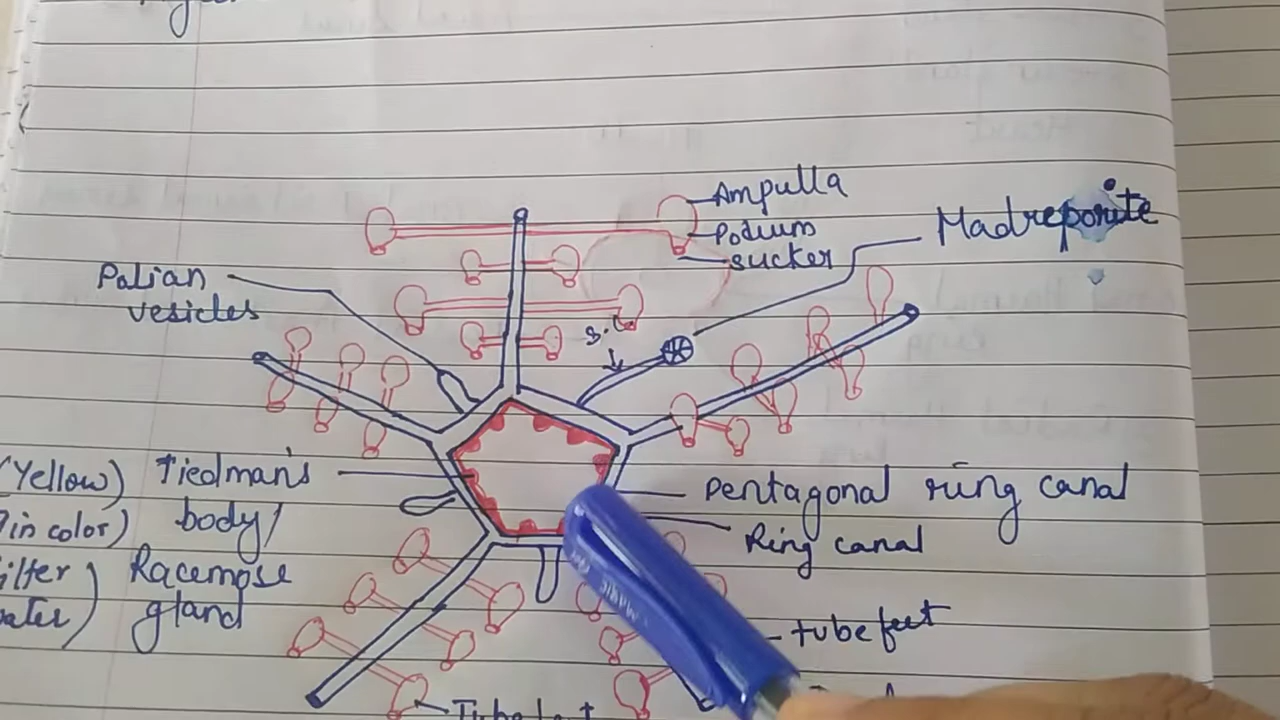 Ampulla
Podium
sucker
Madreporite
Polian
vesicles
s.c
(Yellow) Tiedman's
in color) body/
Racemose
gland
pentagonal ring canal
Ring canal
tube feet